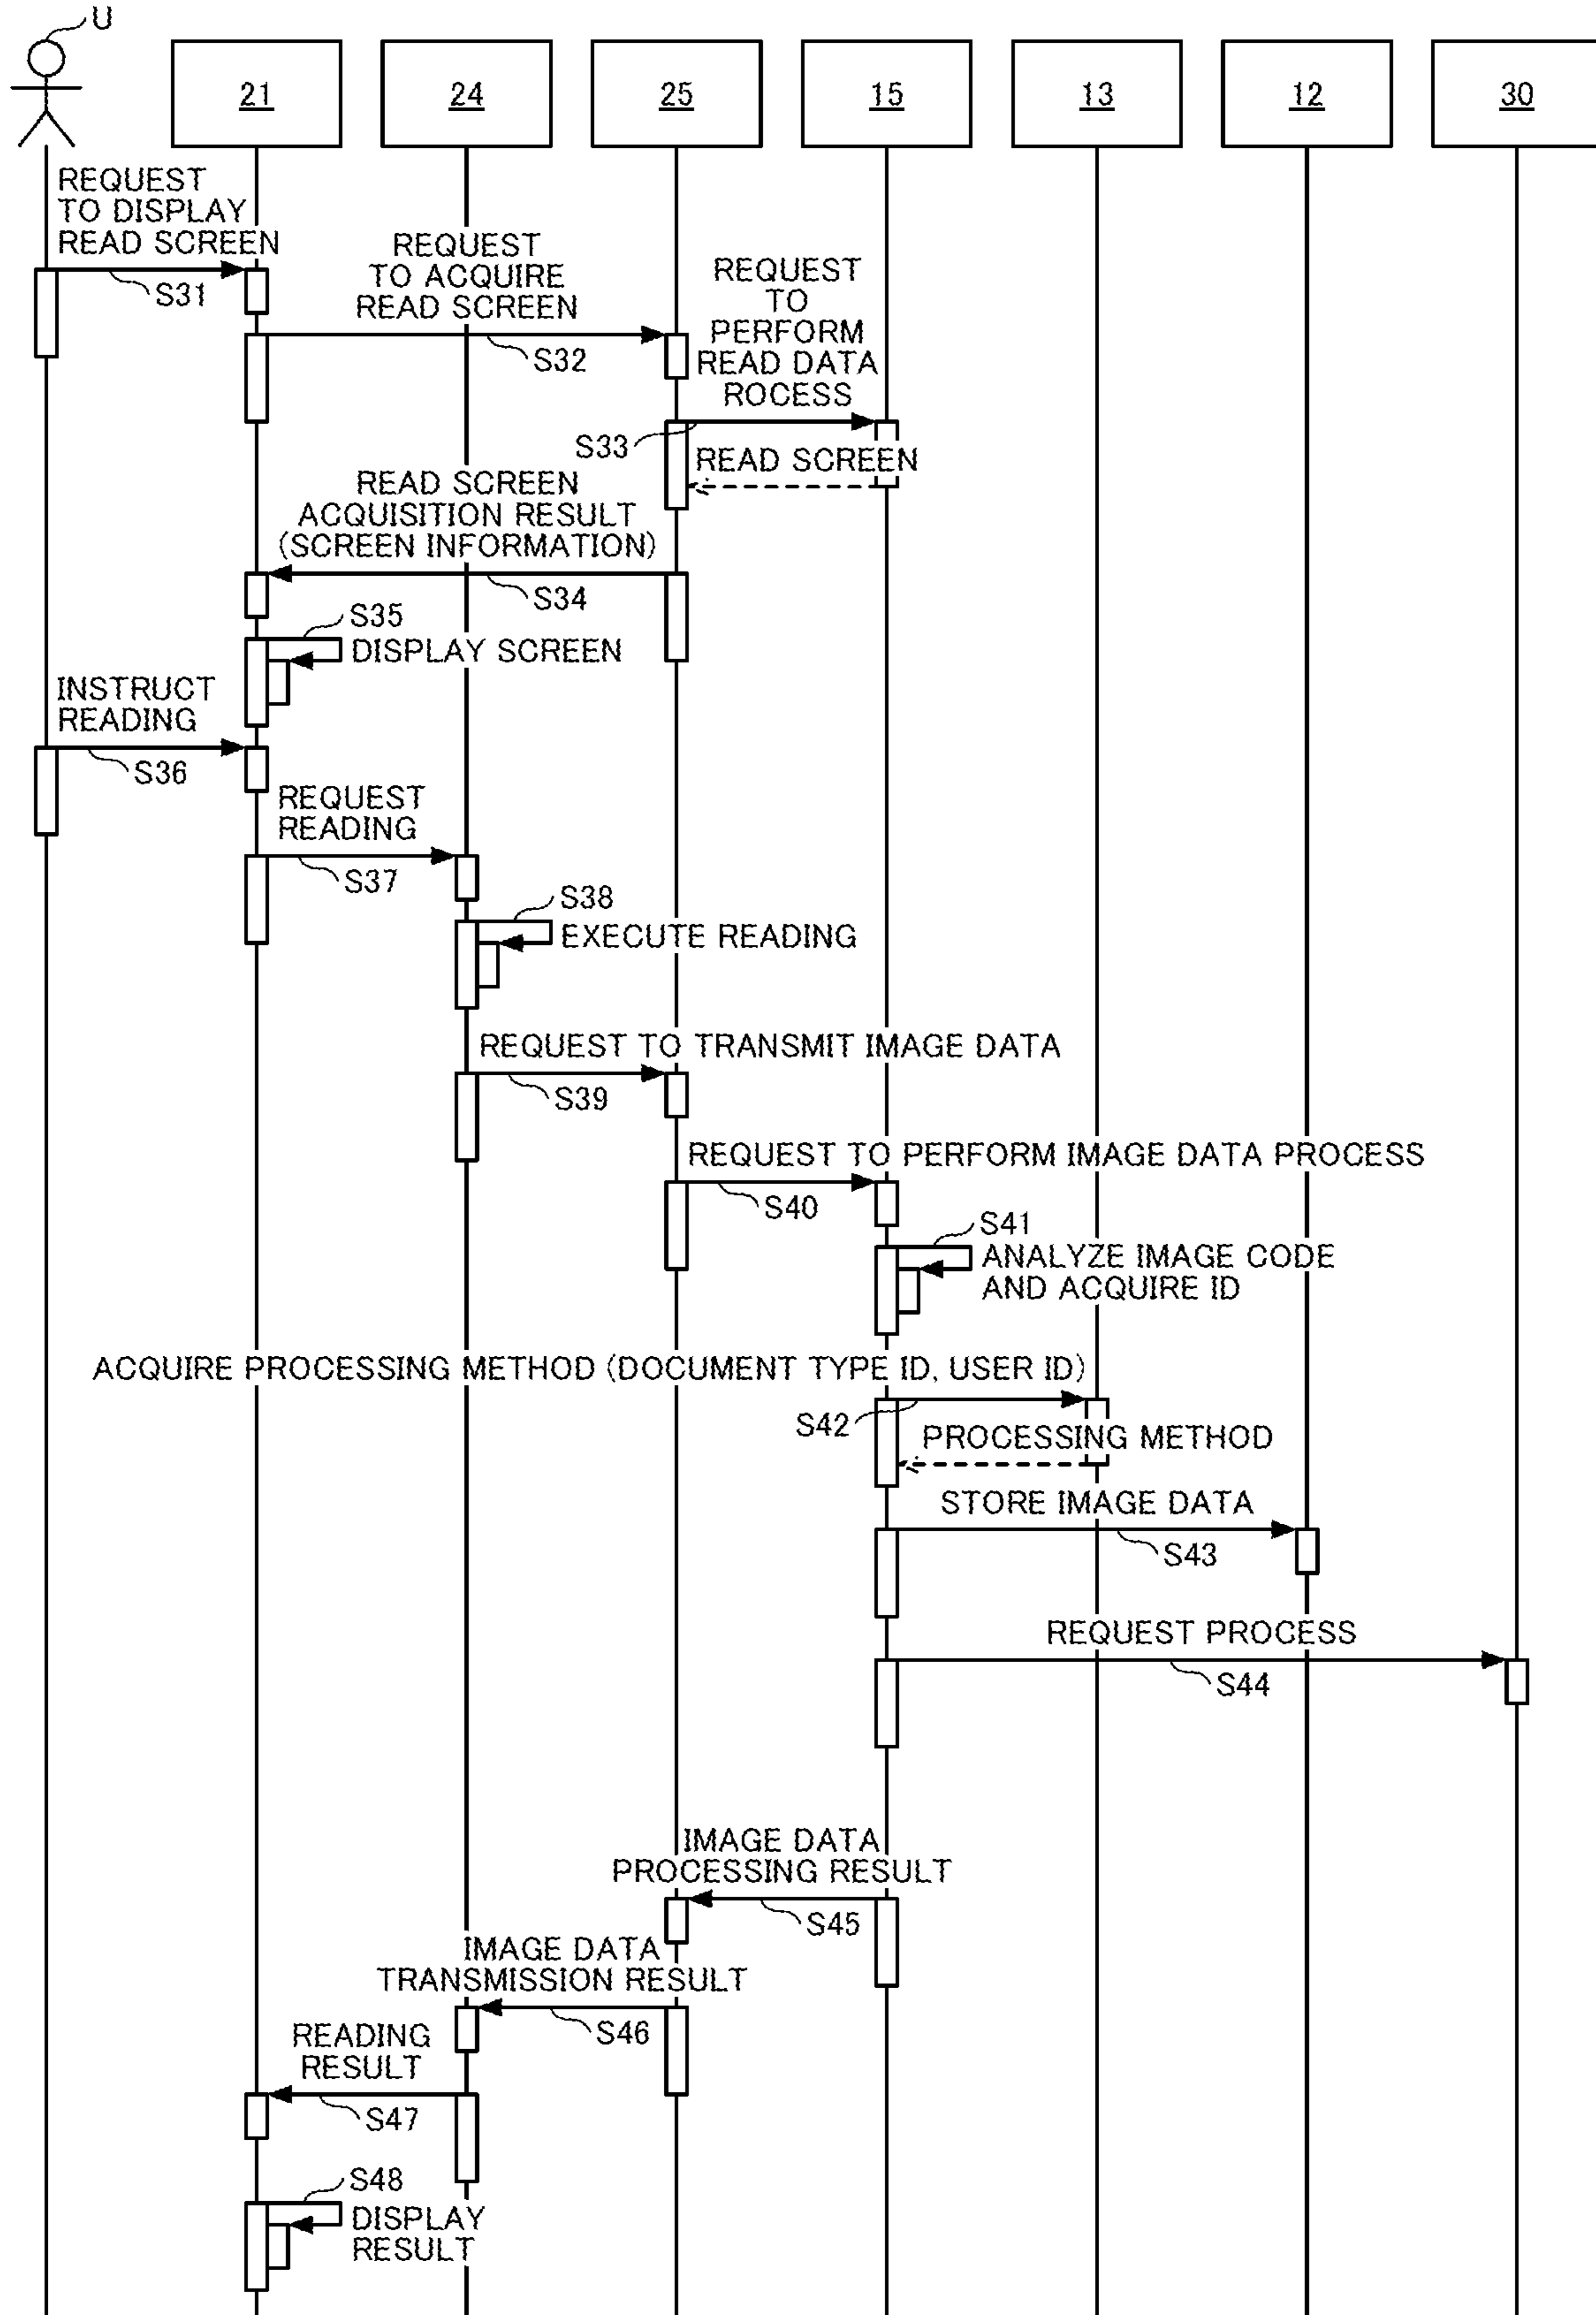 U
21
24
25
15
13
12
30
REQUEST
TO DISPLAY
READ SCREEN
S31
REQUEST
TO ACQUIRE
READ SCREEN
S32
REQUEST
TO
PERFORM
READ DATA
ROCESS
S33
READ SCREEN
READ SCREEN
ACQUISITION RESULT
(SCREEN INFORMATION)
S34
S35
DISPLAY SCREEN
INSTRUCT
READING
S36
REQUEST
READING
S37
S38
EXECUTE READING
REQUEST TO TRANSMIT IMAGE DATA
S39
REQUEST TO PERFORM IMAGE DATA PROCESS
S40
S41
ANALYZE IMAGE CODE
AND ACQUIRE ID
ACQUIRE PROCESSING METHOD (DOCUMENT TYPE ID, USER ID)
S42
PROCESSING METHOD
STORE IMAGE DATA
S43
REQUEST PROCESS
S44
IMAGE DATA
PROCESSING RESULT
S45
IMAGE DATA
TRANSMISSION RESULT
S46
READING
RESULT
S47
S48
DISPLAY
RESULT